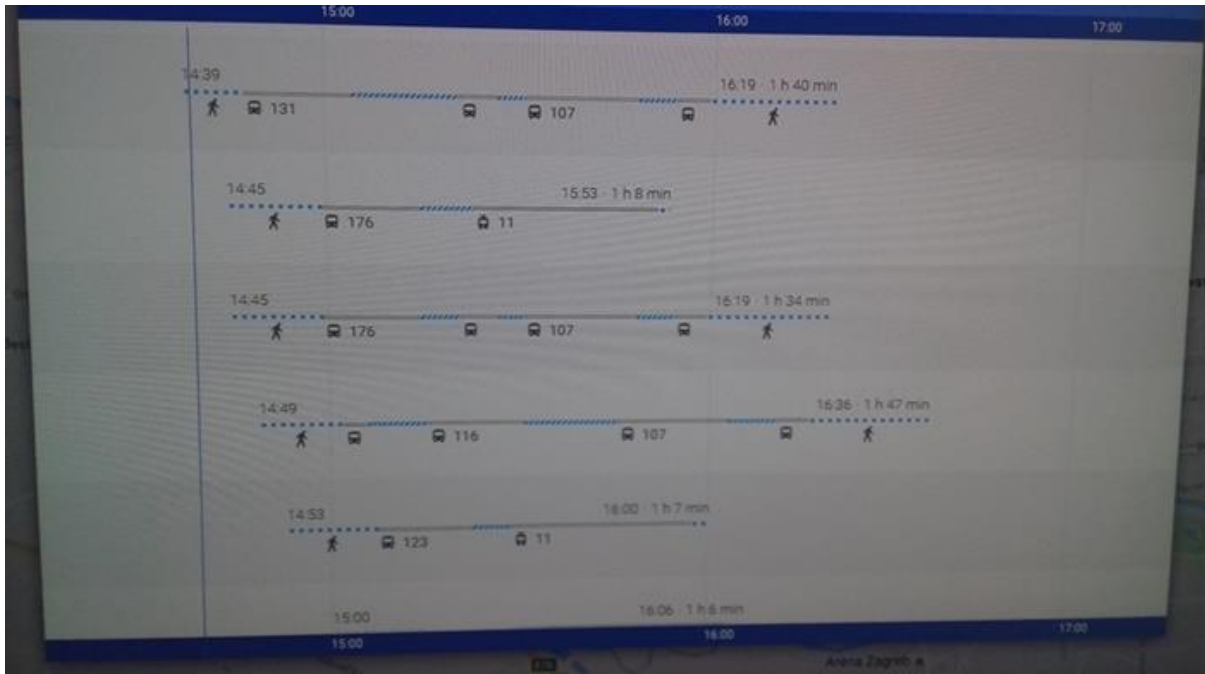 15:00 16:00 17:00
14:39 16:19 · 1 h 40 min
131 107
14:45 15:53 · 1 h 8 min
176 11
14:45 16:19 · 1 h 34 min
176 107
14:49 16:36 · 1 h 47 min
116 107
14:53 16:00 · 1 h 7 min
123 11
15:00 16:06 · 1 h 6 min
15:00 16:00 17:00
Arena Zagreb